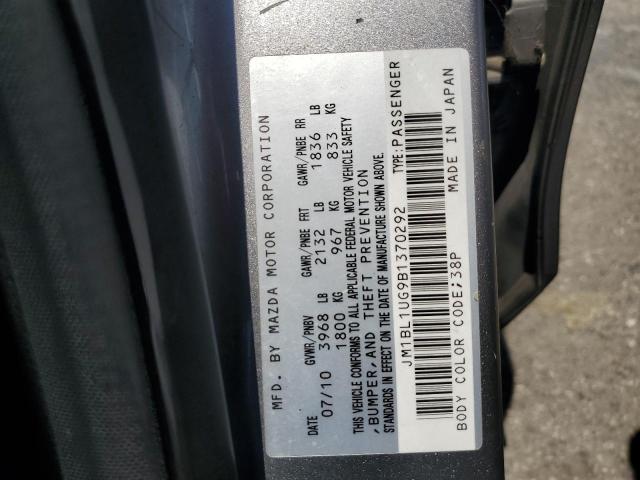 MFD. BY MAZDA MOTOR CORPORATION
DATE GVWR/PNBV GAWR/PNBE FRT GAWR/PNBE RR
07/10 3968 LB 2132 LB 1836 LB
1800 KG 967 KG 833 KG
THIS VEHICLE CONFORMS TO ALL APPLICABLE FEDERAL MOTOR VEHICLE SAFETY
, BUMPER, AND THEFT PREVENTION
STANDARDS IN EFFECT ON THE DATE OF MANUFACTURE SHOWN ABOVE.
JM1BL1UG9B1370292 TYPE:PASSENGER
BODY COLOR CODE;38P MADE IN JAPAN